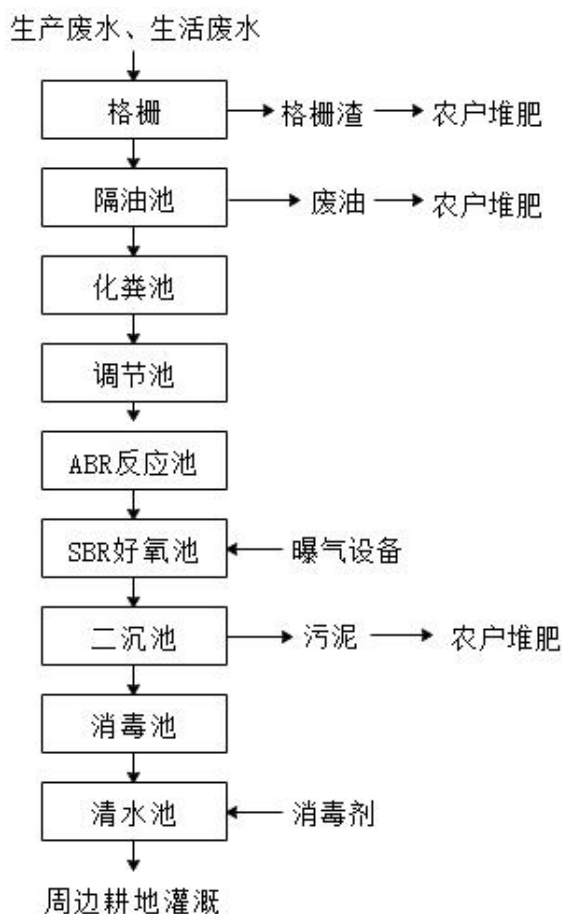 生产废水、生活废水
格栅 格栅渣 农户堆肥
隔油池 废油 农户堆肥
化粪池
调节池
ABR反应池
SBR好氧池 曝气设备
二沉池 污泥 农户堆肥
消毒池
清水池 消毒剂
周边耕地灌溉